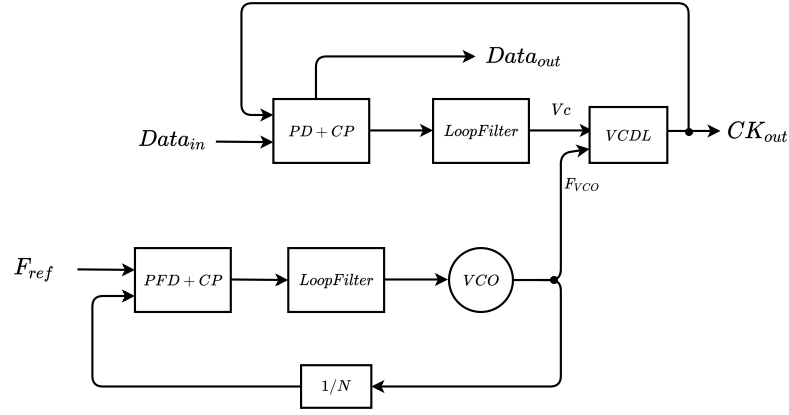 Data_out
Vc
Data_in
PD + CP
LoopFilter
VCDL
CK_out
F_VCO
F_ref
PFD + CP
LoopFilter
VCO
1/N